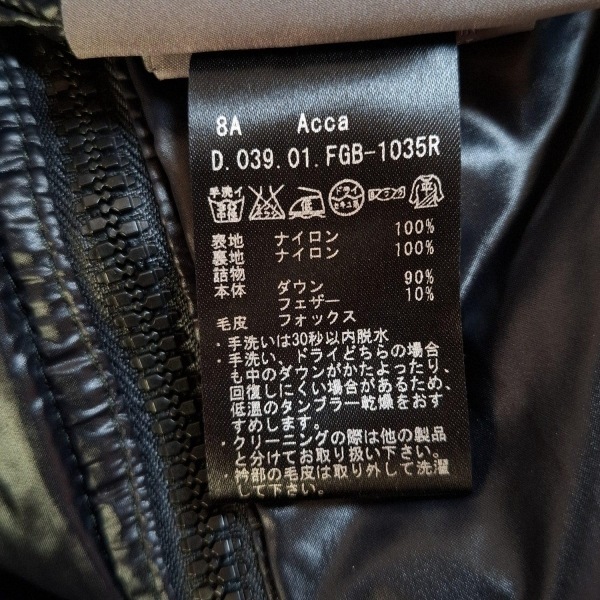 8A Acca
D.039.01.FGB-1035R
手洗イ ドライ セキユ系
表地 ナイロン 100%
裏地 ナイロン 100%
詰物
本体 ダウン 90%
フェザー 10%
毛皮 フォックス
・手洗いは30秒以内脱水
・手洗い、ドライどちらの場合
も中のダウンがかたよったり、
回復しにくい場合があるため、
低温のタンブラー乾燥をおす
すめします。
・クリーニングの際は他の製品
と分けてお取り扱い下さい。
・衿部の毛皮は取り外して洗濯
して下さい。